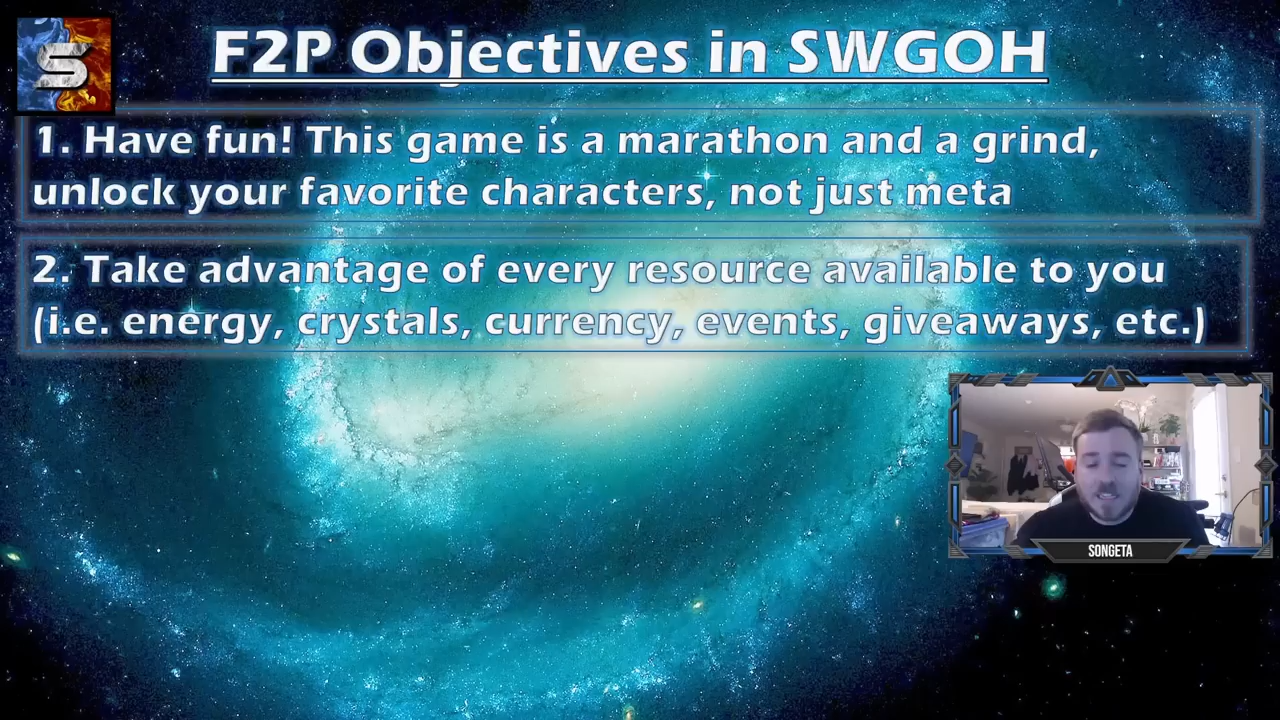 S
F2P Objectives in SWGOH
1. Have fun! This game is a marathon and a grind,
unlock your favorite characters, not just meta
2. Take advantage of every resource available to you
(i.e. energy, crystals, currency, events, giveaways, etc.)
SONGETA